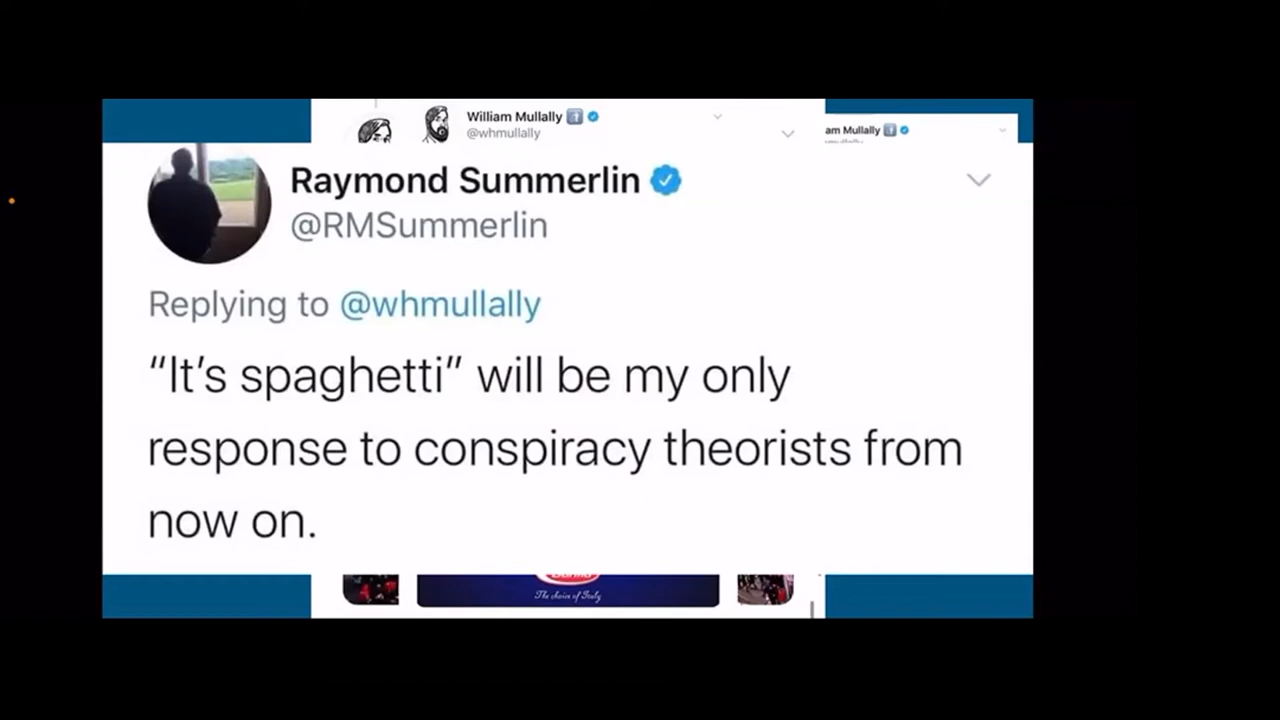 William Mullally
@whmullally
am Mullally
Raymond Summerlin
@RMSummerlin
Replying to @whmullally
“It’s spaghetti” will be my only
response to conspiracy theorists from
now on.
The choice of Italy